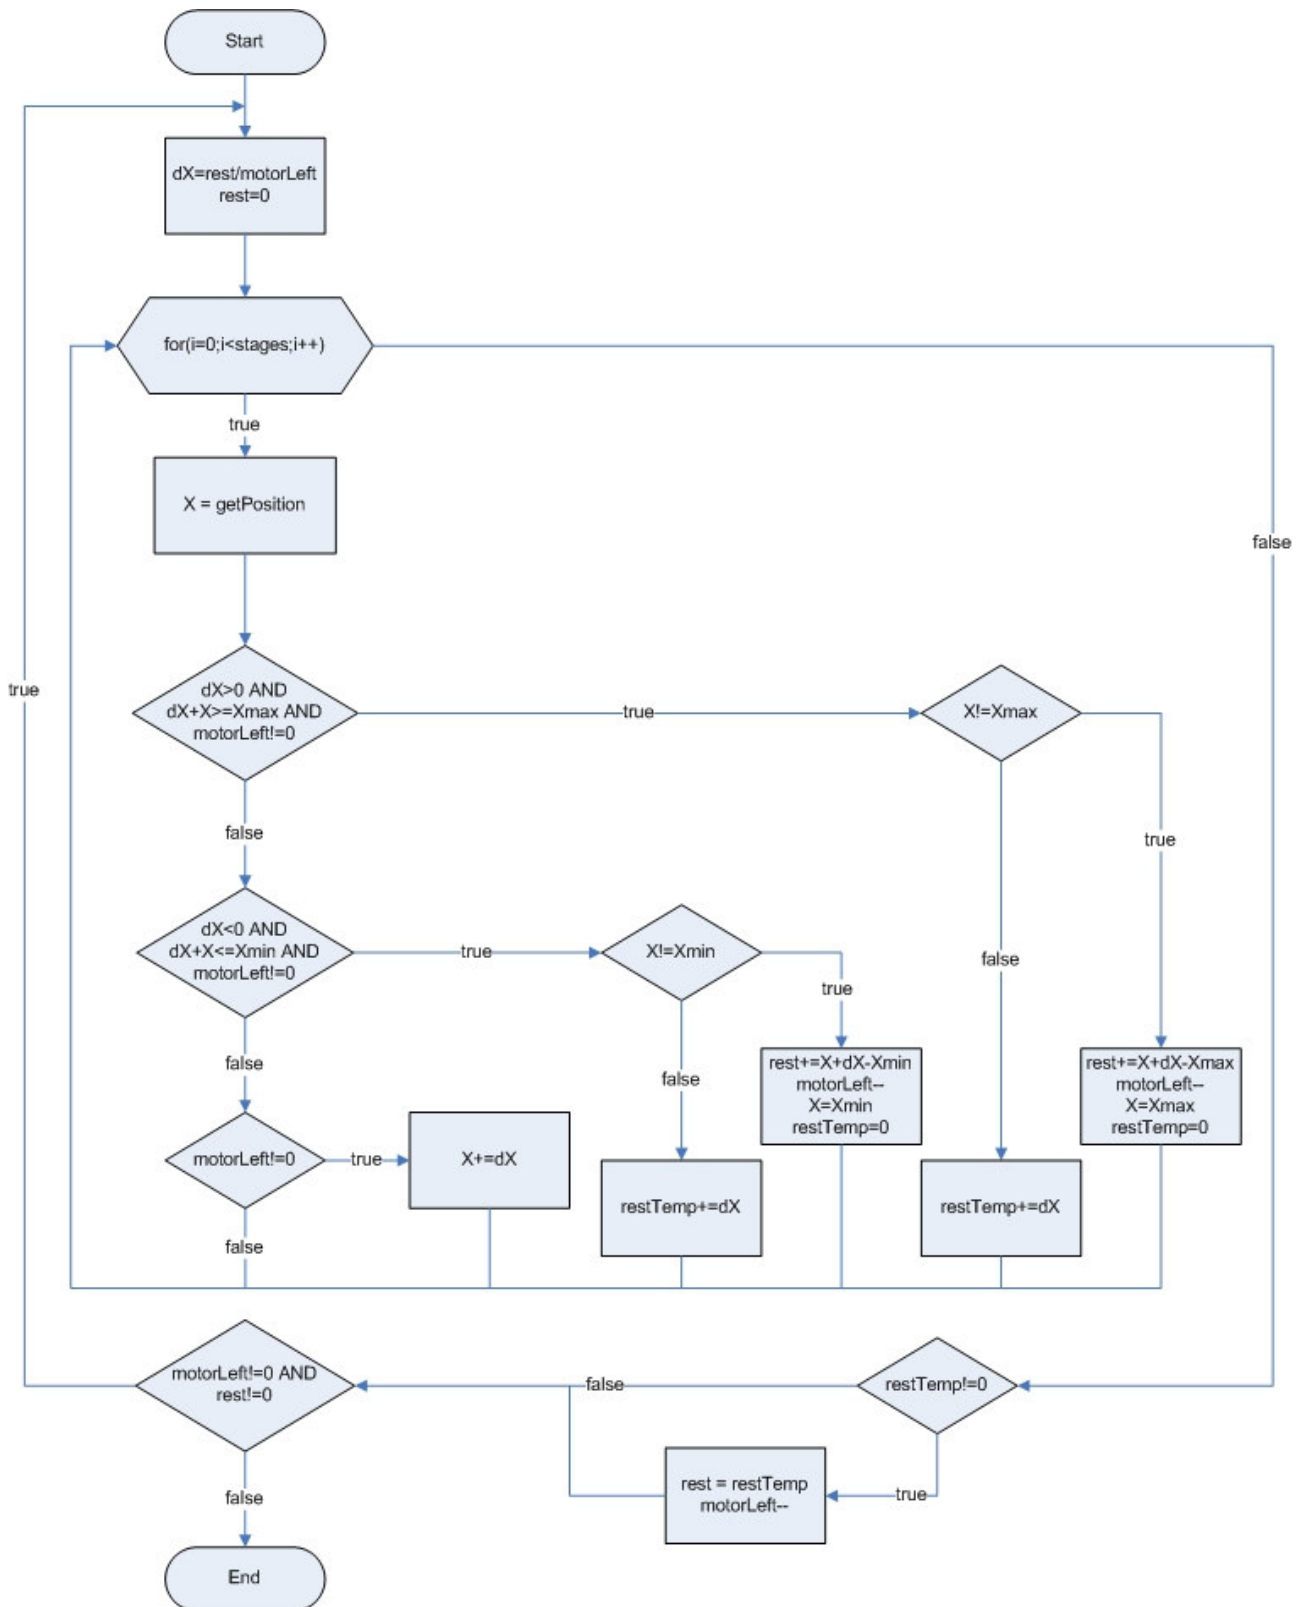 Start
dX=rest/motorLeft
rest=0
for(i=0;i<stages;i++)
true
X = getPosition
false
true
dX>0 AND
dX+X>=Xmax AND
motorLeft!=0
true
X!=Xmax
false
true
dX<0 AND
dX+X<=Xmin AND
motorLeft!=0
true
X!=Xmin
false
true
false
false
rest+=X+dX-Xmin
motorLeft--
X=Xmin
restTemp=0
rest+=X+dX-Xmax
motorLeft--
X=Xmax
restTemp=0
motorLeft!=0
true
X+=dX
restTemp+=dX
restTemp+=dX
false
motorLeft!=0 AND
rest!=0
false
restTemp!=0
true
rest = restTemp
motorLeft--
false
End